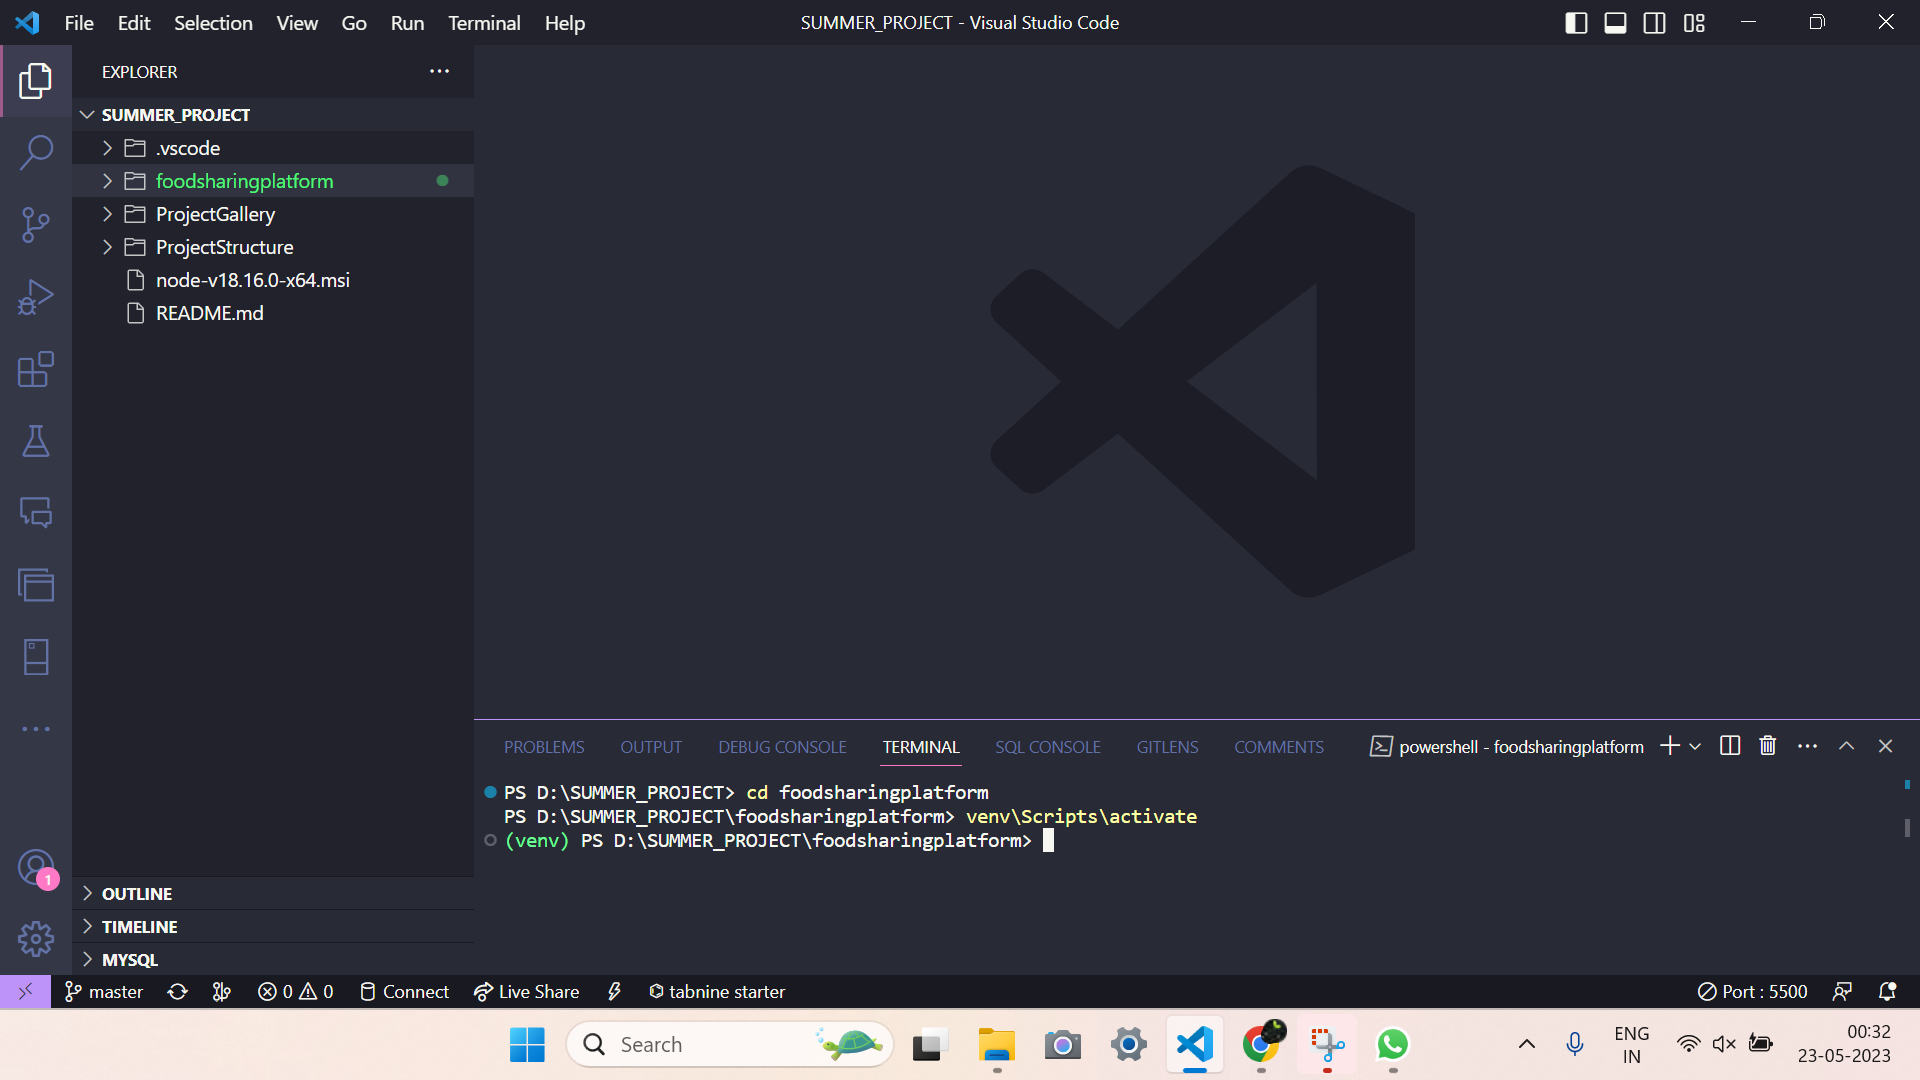 File Edit Selection View Go Run Terminal Help
SUMMER_PROJECT - Visual Studio Code
EXPLORER
SUMMER_PROJECT
.vscode
foodsharingplatform
ProjectGallery
ProjectStructure
node-v18.16.0-x64.msi
README.md
PROBLEMS OUTPUT DEBUG CONSOLE TERMINAL SQL CONSOLE GITLENS COMMENTS powershell - foodsharingplatform
PS D:\SUMMER_PROJECT> cd foodsharingplatform
PS D:\SUMMER_PROJECT\foodsharingplatform> venv\Scripts\activate
(venv) PS D:\SUMMER_PROJECT\foodsharingplatform>
1
OUTLINE
TIMELINE
MYSQL
master 0 0 Connect Live Share tabnine starter Port : 5500
Search
ENG
IN
00:32
23-05-2023